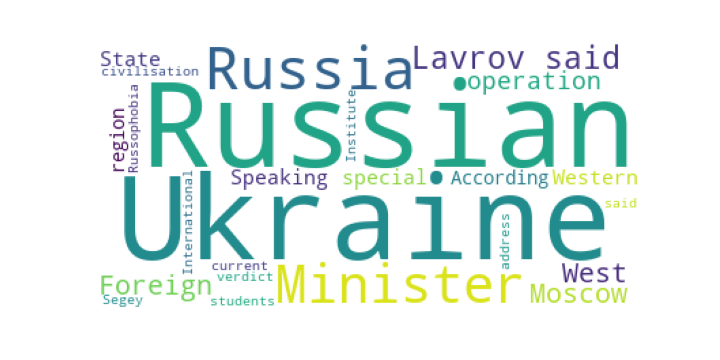 State
civilisation
Russia
Lavrov said
operation
Russian
region
Russophobia
Institute
Speaking
special
According
Western
Ukraine
International
said
address
current
verdict
West
Foreign
Minister
Moscow
Segey
students